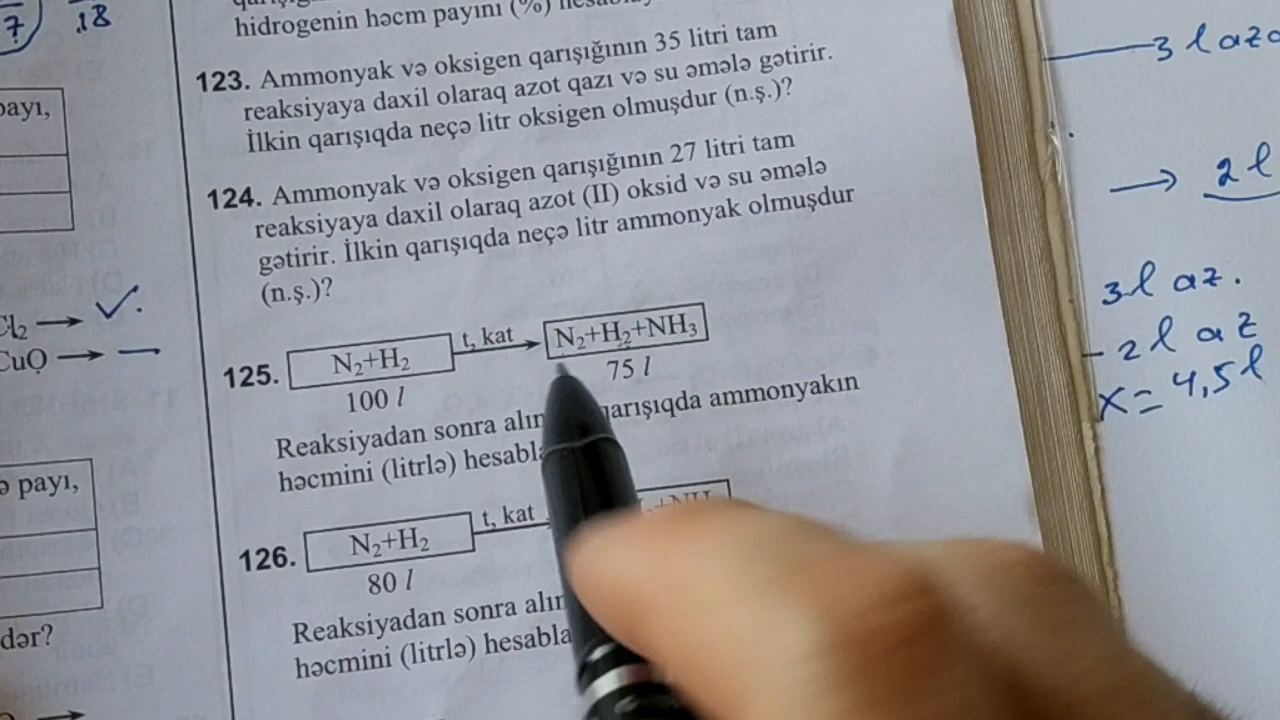 7
.18
hidrogenin həcm payını (%)
123. Ammonyak və oksigen qarışığının 35 litri tam
reaksiyaya daxil olaraq azot qazı və su əmələ gətirir.
İlkin qarışıqda neçə litr oksigen olmuşdur (n.ş.)?
124. Ammonyak və oksigen qarışığının 27 litri tam
reaksiyaya daxil olaraq azot (II) oksid və su əmələ
gətirir. İlkin qarışıqda neçə litr ammonyak olmuşdur
(n.ş.)?
125. N₂+H₂ t, kat → N₂+H₂+NH₃
100 l 75 l
Reaksiyadan sonra alın qarışıqda ammonyakın
həcmini (litrlə) hesabla
126. N₂+H₂ t, kat
80 l
Reaksiyadan sonra alın
həcmini (litrlə) hesabla
payı,
Cl₂ → ✓.
CuO → —
ə payı,
dər?
3 l azo
→ 2 l
3 l az.
- 2 l az
x = 4,5 l